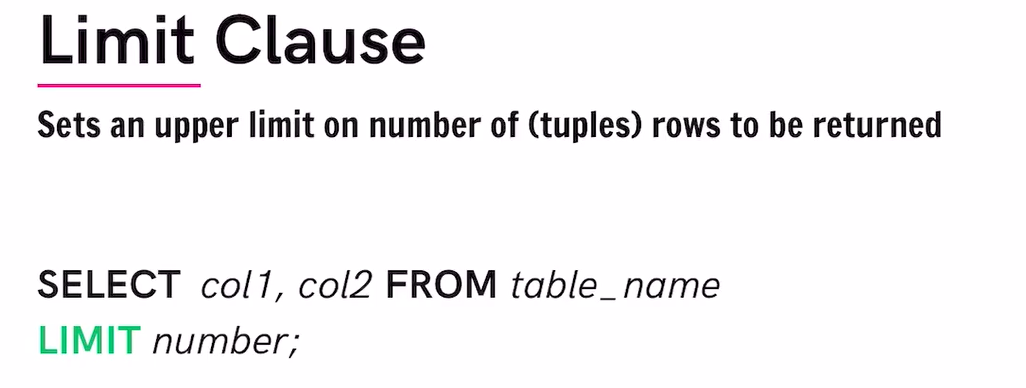 Limit Clause
Sets an upper limit on number of (tuples) rows to be returned
SELECT col1, col2 FROM table_name
LIMIT number;